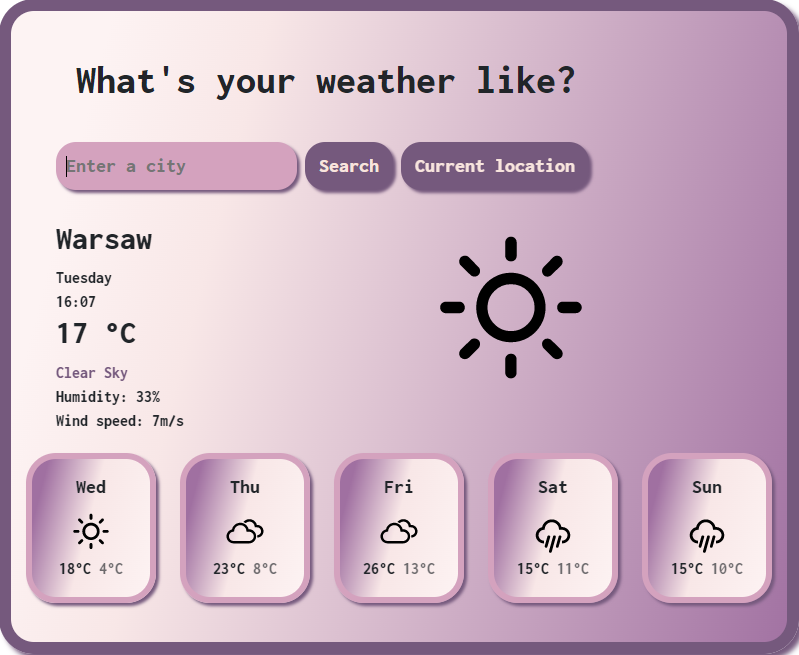 What's your weather like?
Enter a city Search Current location
Warsaw
Tuesday
16:07
17 °C
Clear Sky
Humidity: 33%
Wind speed: 7m/s
Wed Thu Fri Sat Sun
18°C 4°C 23°C 8°C 26°C 13°C 15°C 11°C 15°C 10°C